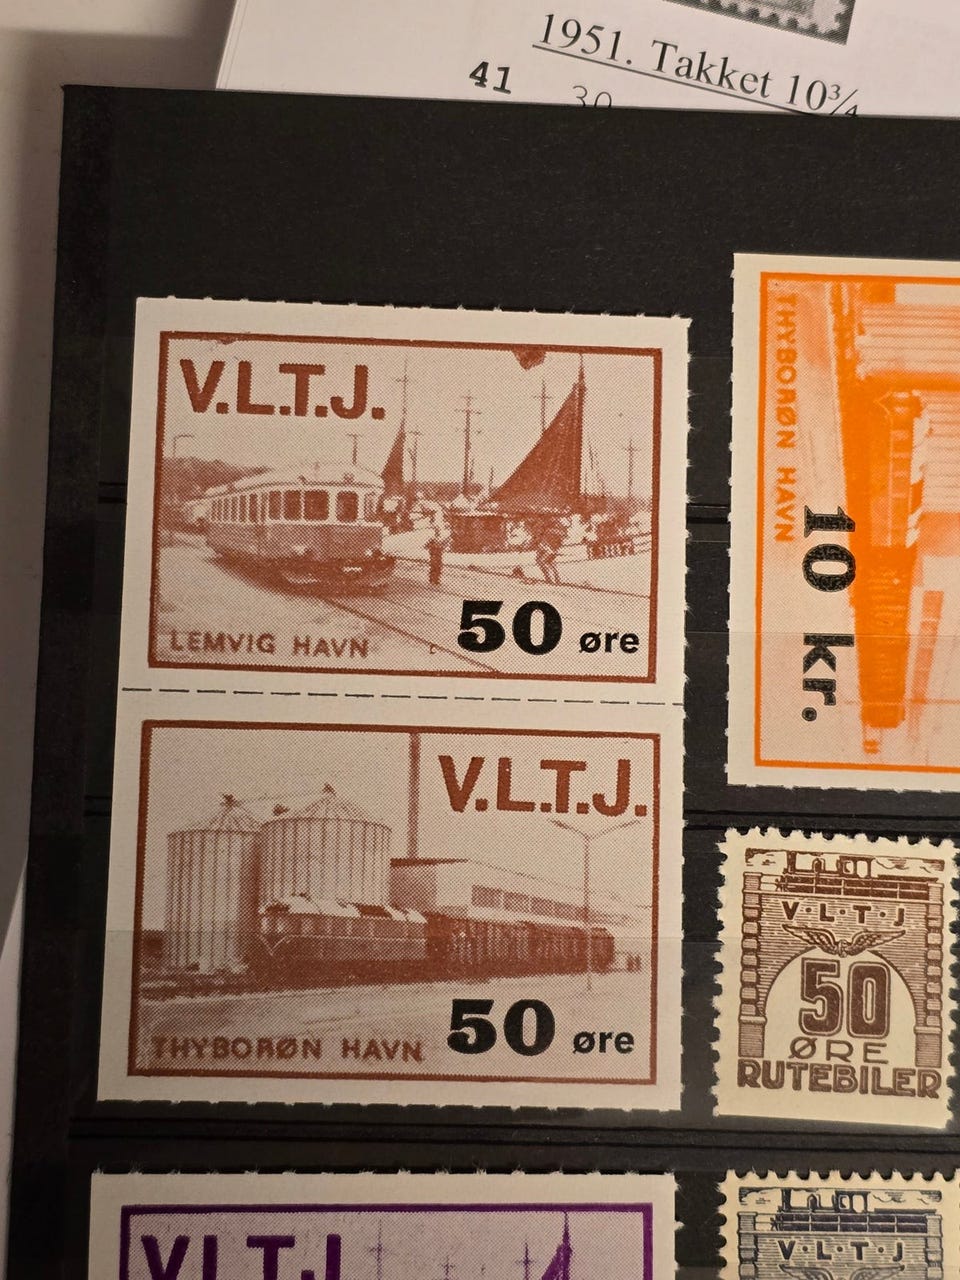 1951. Takket 10¾
41 30
V.L.T.J.
LEMVIG HAVN
50 øre
V.L.T.J.
THYBORØN HAVN
50 øre
THYBORØN HAVN
10 kr.
V·L·T·J
50
ØRE
RUTEBILER
V.L.T.J
V·L·T·J